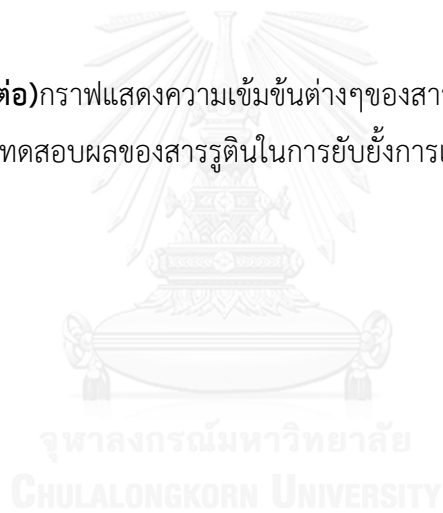 ต่อ)กราฟแสดงความเข้มข้นต่างๆของสาร
ทดสอบผลของสารรูตินในการยับยั้งการเ
จุฬาลงกรณ์มหาวิทยาลัย
CHULALONGKORN UNIVERSITY